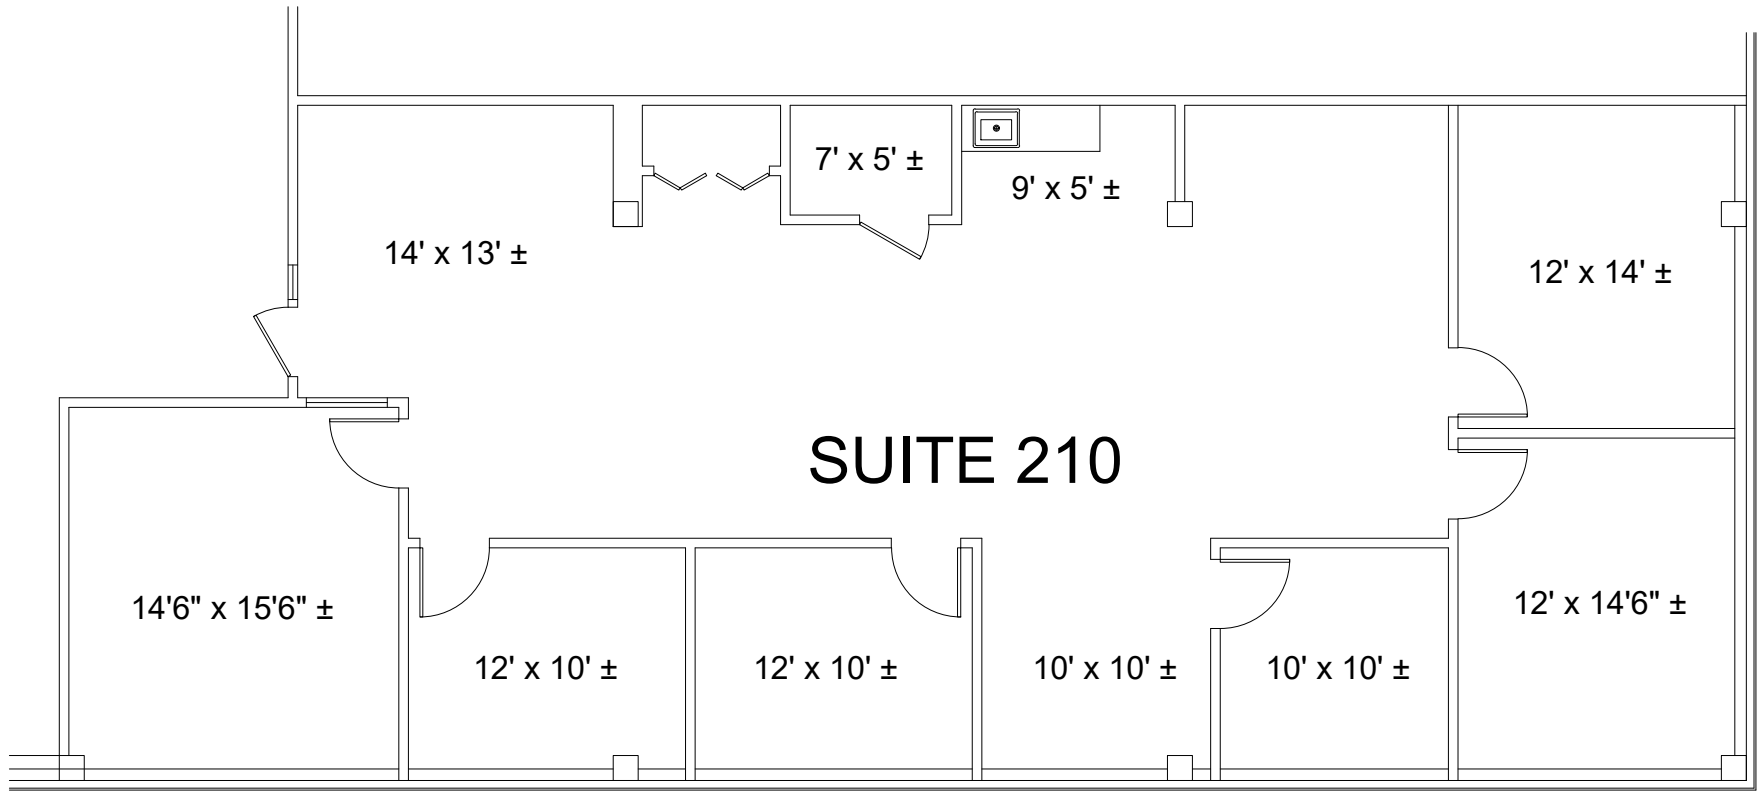 7' x 5' ±
9' x 5' ±
14' x 13' ±
12' x 14' ±
SUITE 210
14'6" x 15'6" ±
12' x 14'6" ±
12' x 10' ±
12' x 10' ±
10' x 10' ±
10' x 10' ±